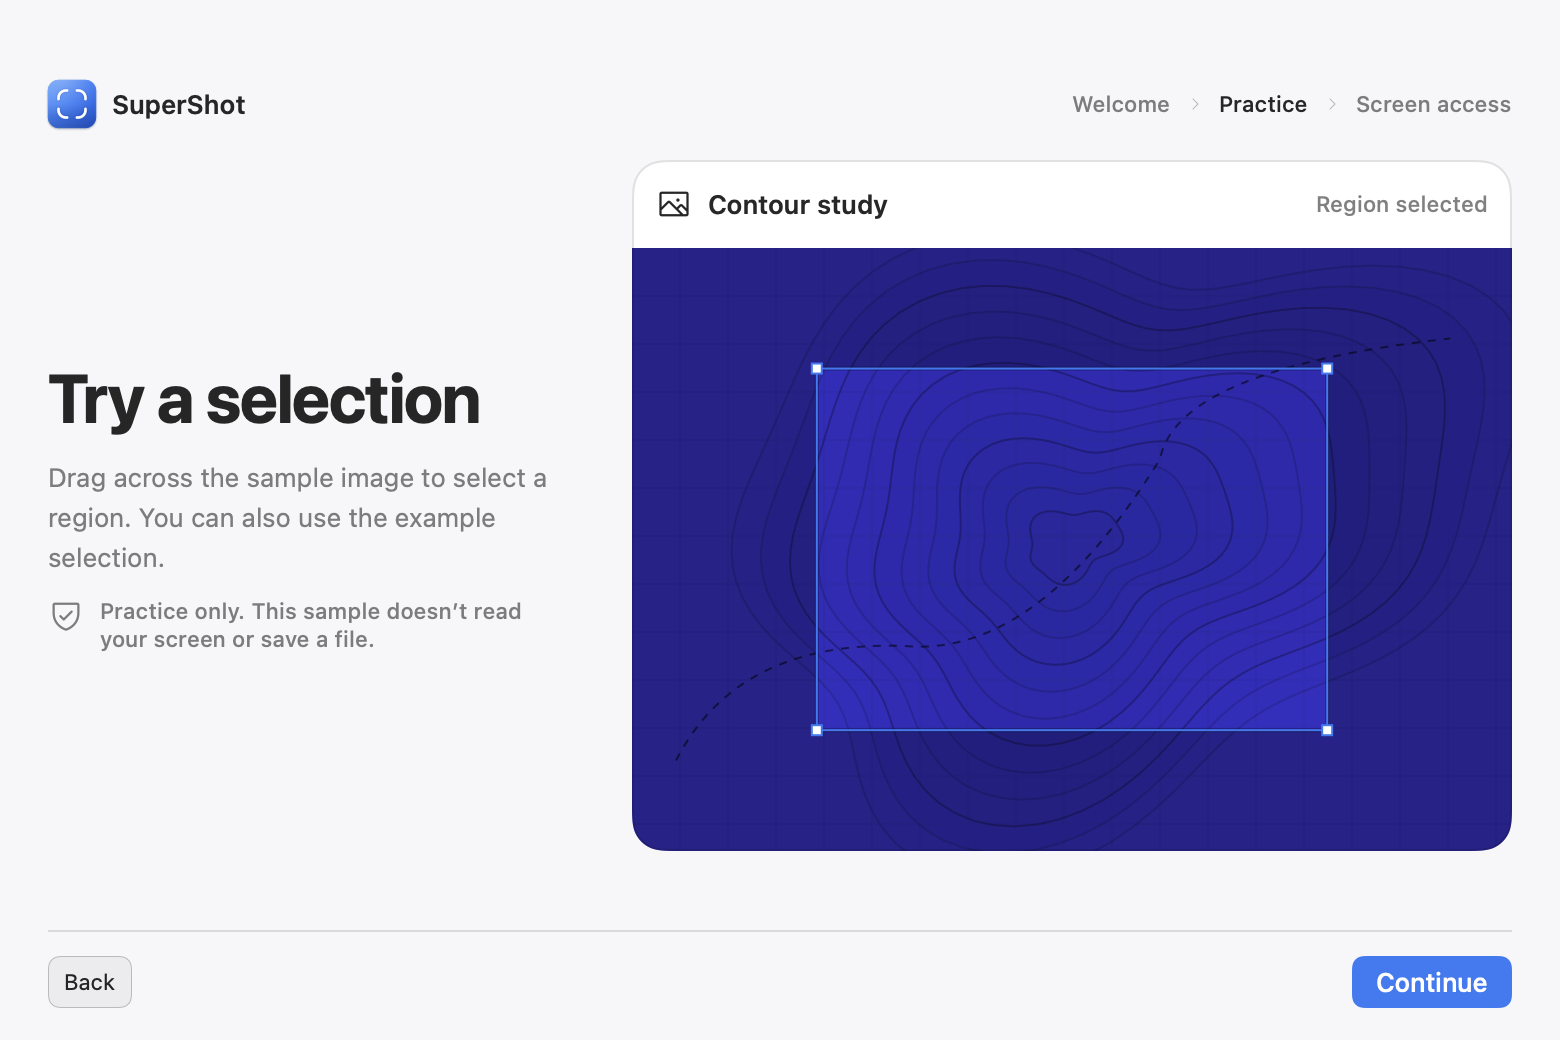 SuperShot
Welcome > Practice > Screen access
Contour study
Region selected
Try a selection
Drag across the sample image to select a
region. You can also use the example
selection.
Practice only. This sample doesn’t read
your screen or save a file.
Back
Continue